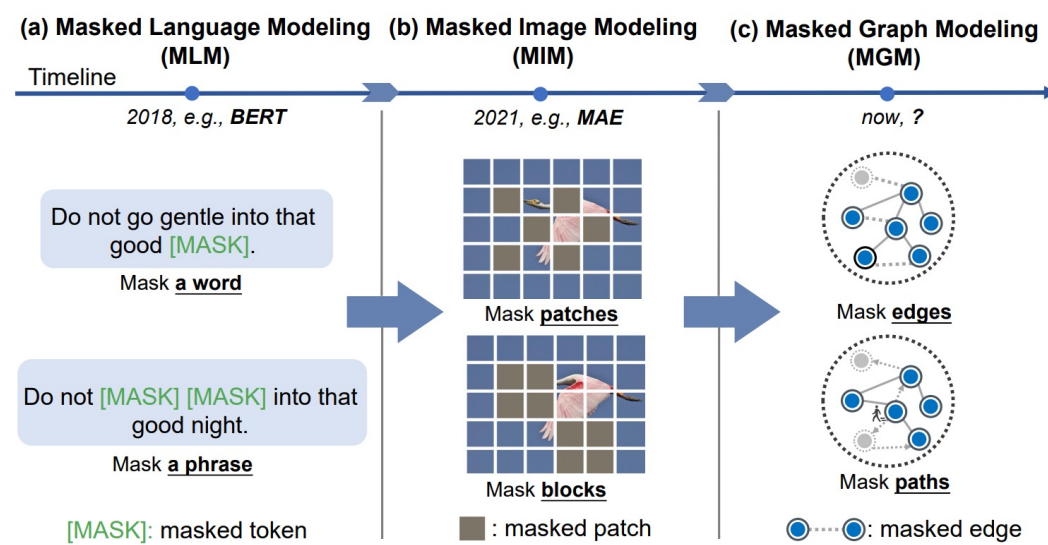 (a) Masked Language Modeling
(MLM)
(b) Masked Image Modeling
(MIM)
(c) Masked Graph Modeling
(MGM)
Timeline
2018, e.g., BERT
2021, e.g., MAE
now, ?
Do not go gentle into that
good [MASK].
Mask a word
Do not [MASK] [MASK] into that
good night.
Mask a phrase
[MASK]: masked token
Mask patches
Mask blocks
: masked patch
Mask edges
Mask paths
: masked edge